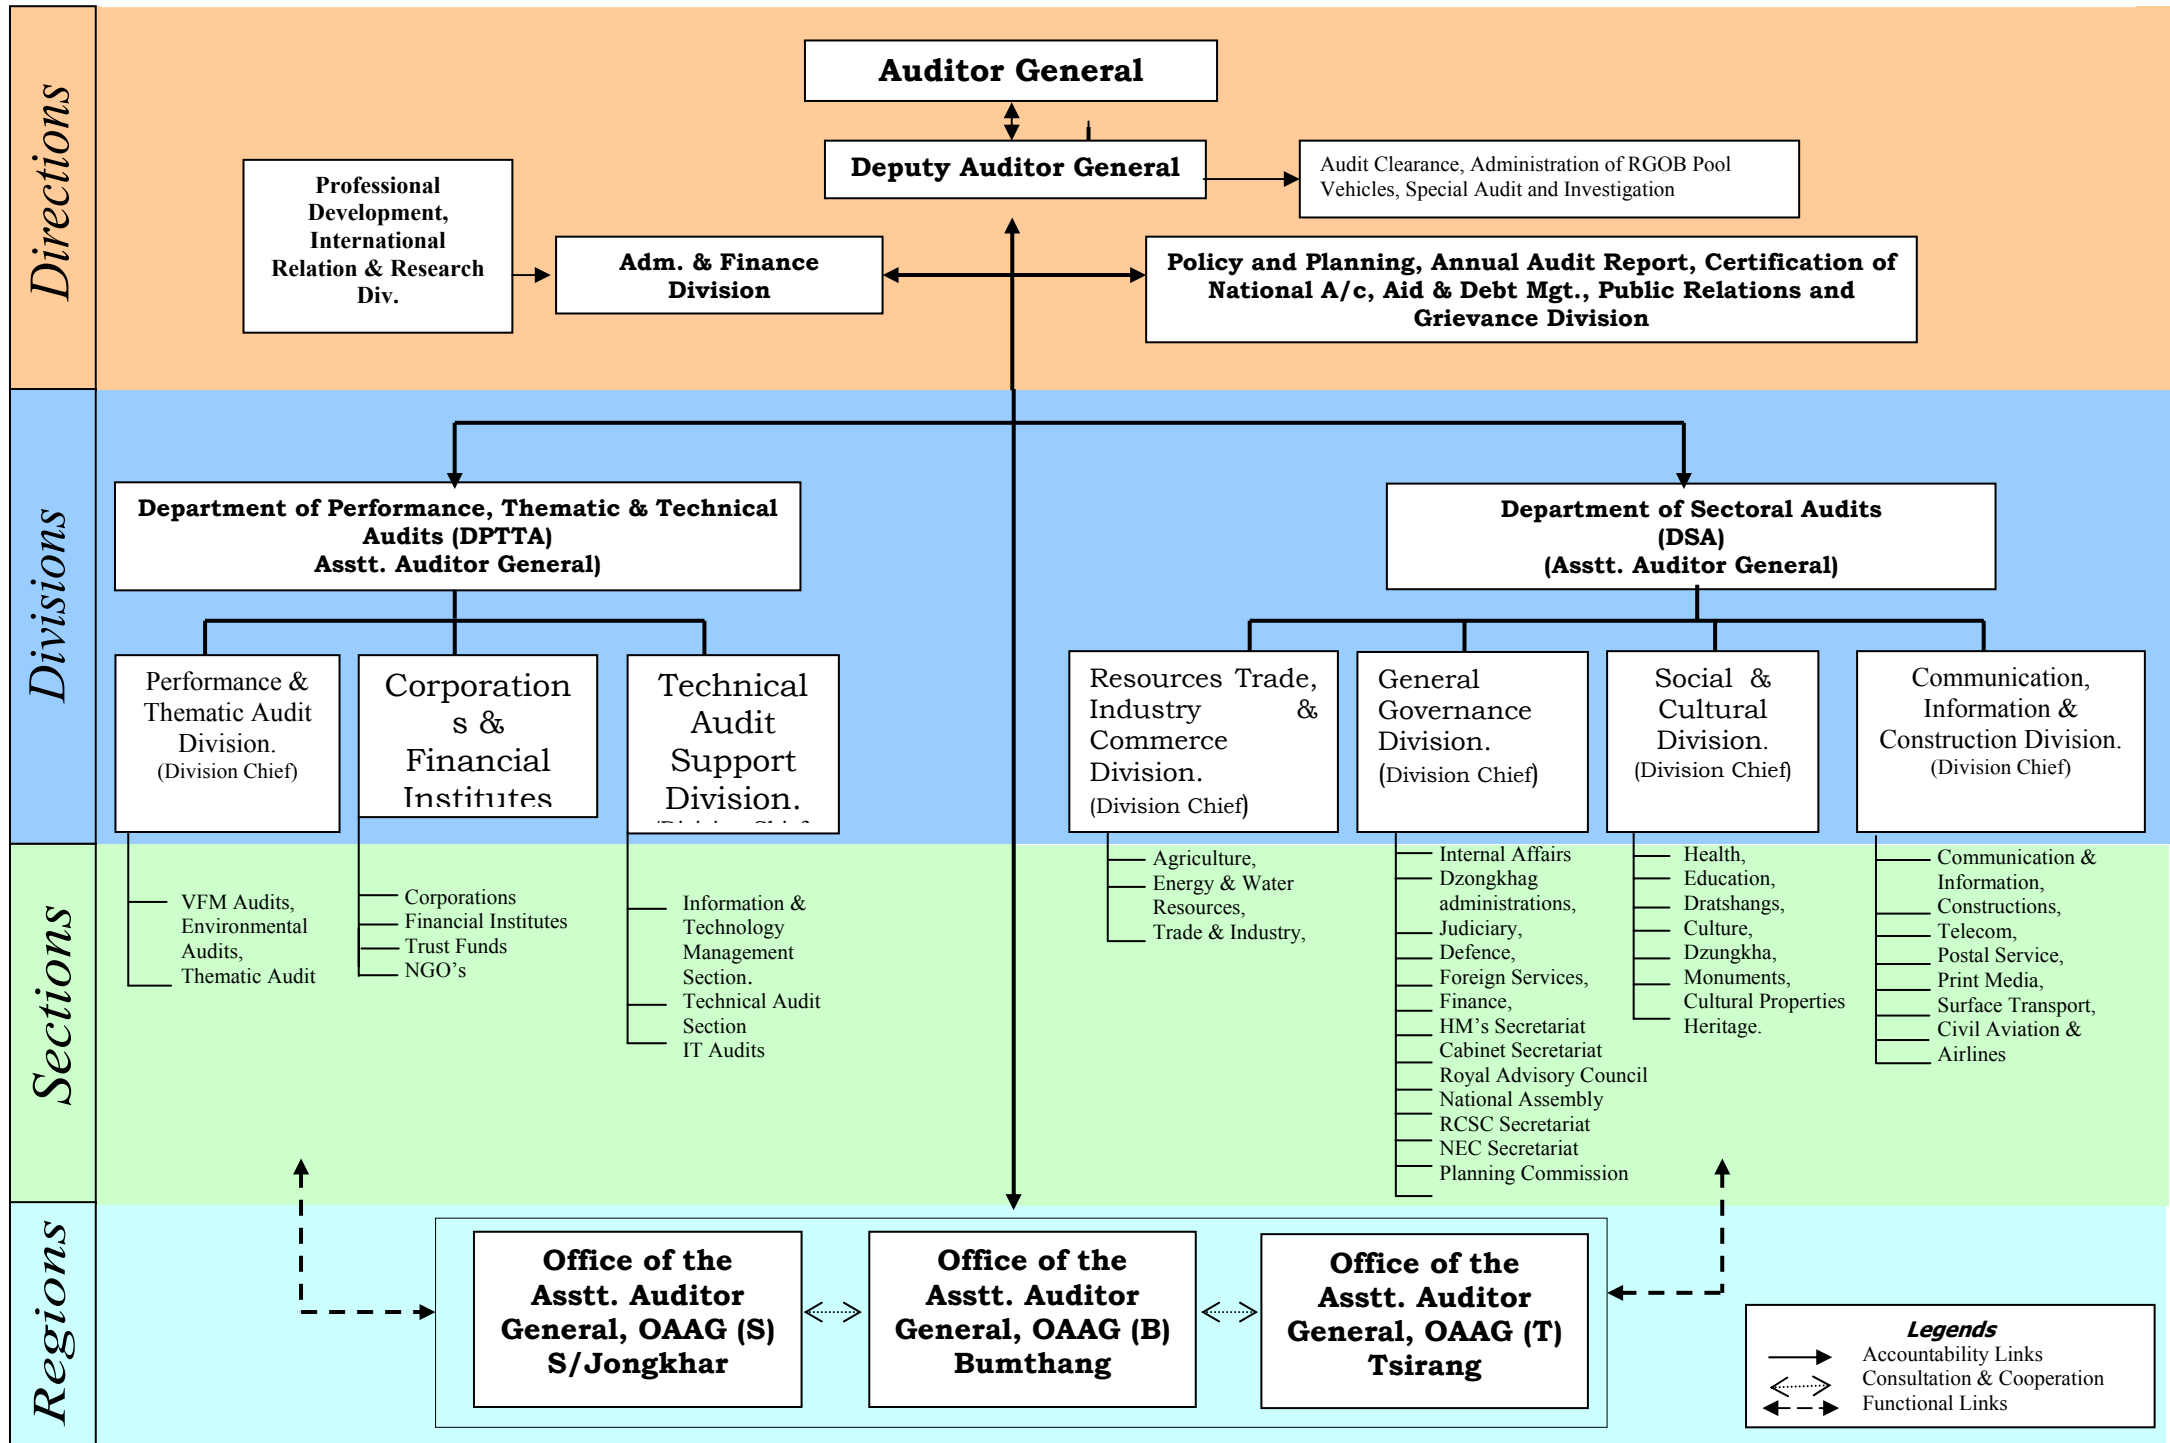 Directions
Auditor General
Deputy Auditor General
Audit Clearance, Administration of RGOB Pool
Vehicles, Special Audit and Investigation
Professional
Development,
International
Relation & Research
Div.
Adm. & Finance
Division
Policy and Planning, Annual Audit Report, Certification of
National A/c, Aid & Debt Mgt., Public Relations and
Grievance Division
Divisions
Department of Performance, Thematic & Technical
Audits (DPTTA)
Asstt. Auditor General)
Department of Sectoral Audits
(DSA)
(Asstt. Auditor General)
Performance &
Thematic Audit
Division.
(Division Chief)
Corporation
s &
Financial
Institutes
Technical
Audit
Support
Division.
Resources Trade,
Industry &
Commerce
Division.
(Division Chief)
General
Governance
Division.
(Division Chief)
Social &
Cultural
Division.
(Division Chief)
Communication,
Information &
Construction Division.
(Division Chief)
Sections
VFM Audits,
Environmental
Audits,
Thematic Audit
Corporations
Financial Institutes
Trust Funds
NGO's
Information &
Technology
Management
Section.
Technical Audit
Section
IT Audits
Agriculture,
Energy & Water
Resources,
Trade & Industry,
Internal Affairs
Dzongkhag
administrations,
Judiciary,
Defence,
Foreign Services,
Finance,
HM's Secretariat
Cabinet Secretariat
Royal Advisory Council
National Assembly
RCSC Secretariat
NEC Secretariat
Planning Commission
Health,
Education,
Dratshangs,
Culture,
Dzungkha,
Monuments,
Cultural Properties
Heritage.
Communication &
Information,
Constructions,
Telecom,
Postal Service,
Print Media,
Surface Transport,
Civil Aviation &
Airlines
Regions
Office of the
Asstt. Auditor
General, OAAG (S)
S/Jongkhar
Office of the
Asstt. Auditor
General, OAAG (B)
Bumthang
Office of the
Asstt. Auditor
General, OAAG (T)
Tsirang
Legends
Accountability Links
Consultation & Cooperation
Functional Links